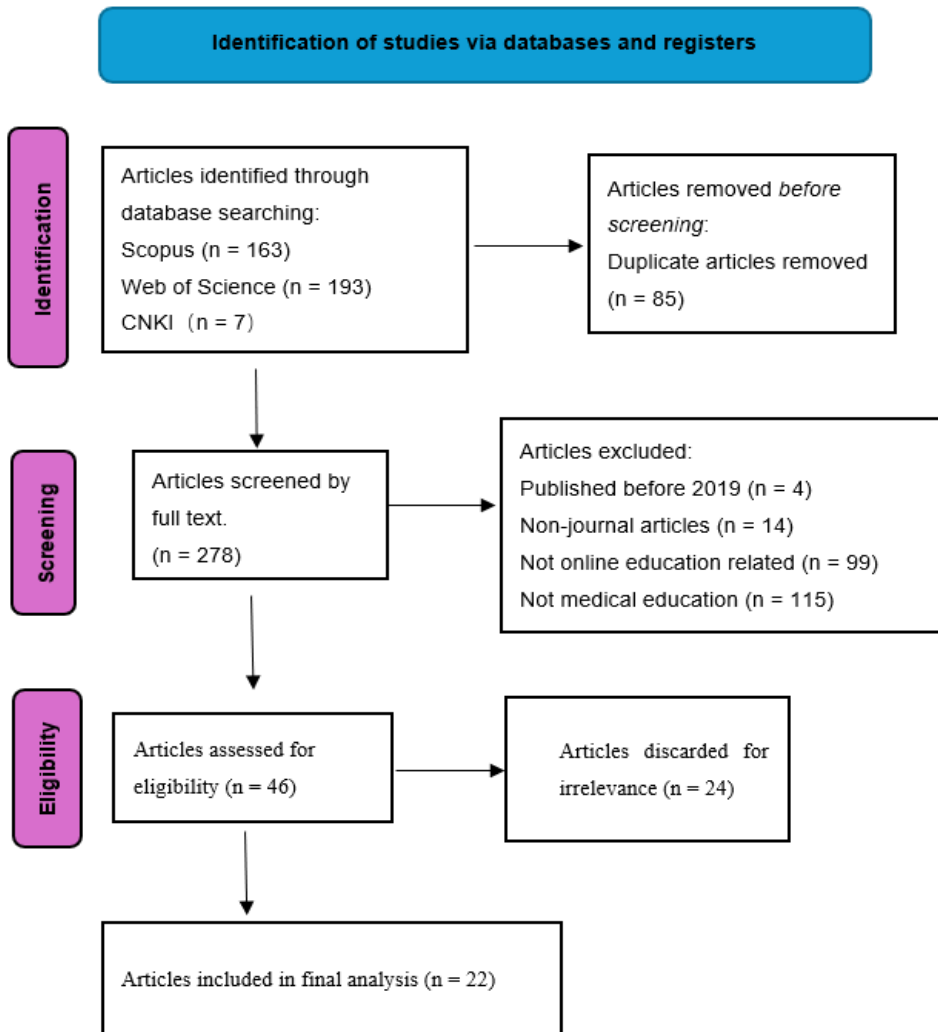 Identification of studies via databases and registers
Identification
Articles identified through
database searching:
Scopus (n = 163)
Web of Science (n = 193)
CNKI（n = 7）
Articles removed before
screening:
Duplicate articles removed
(n = 85)
Screening
Articles screened by
full text.
(n = 278)
Articles excluded:
Published before 2019 (n = 4)
Non-journal articles (n = 14)
Not online education related (n = 99)
Not medical education (n = 115)
Eligibility
Articles assessed for
eligibility (n = 46)
Articles discarded for
irrelevance (n = 24)
Articles included in final analysis (n = 22)